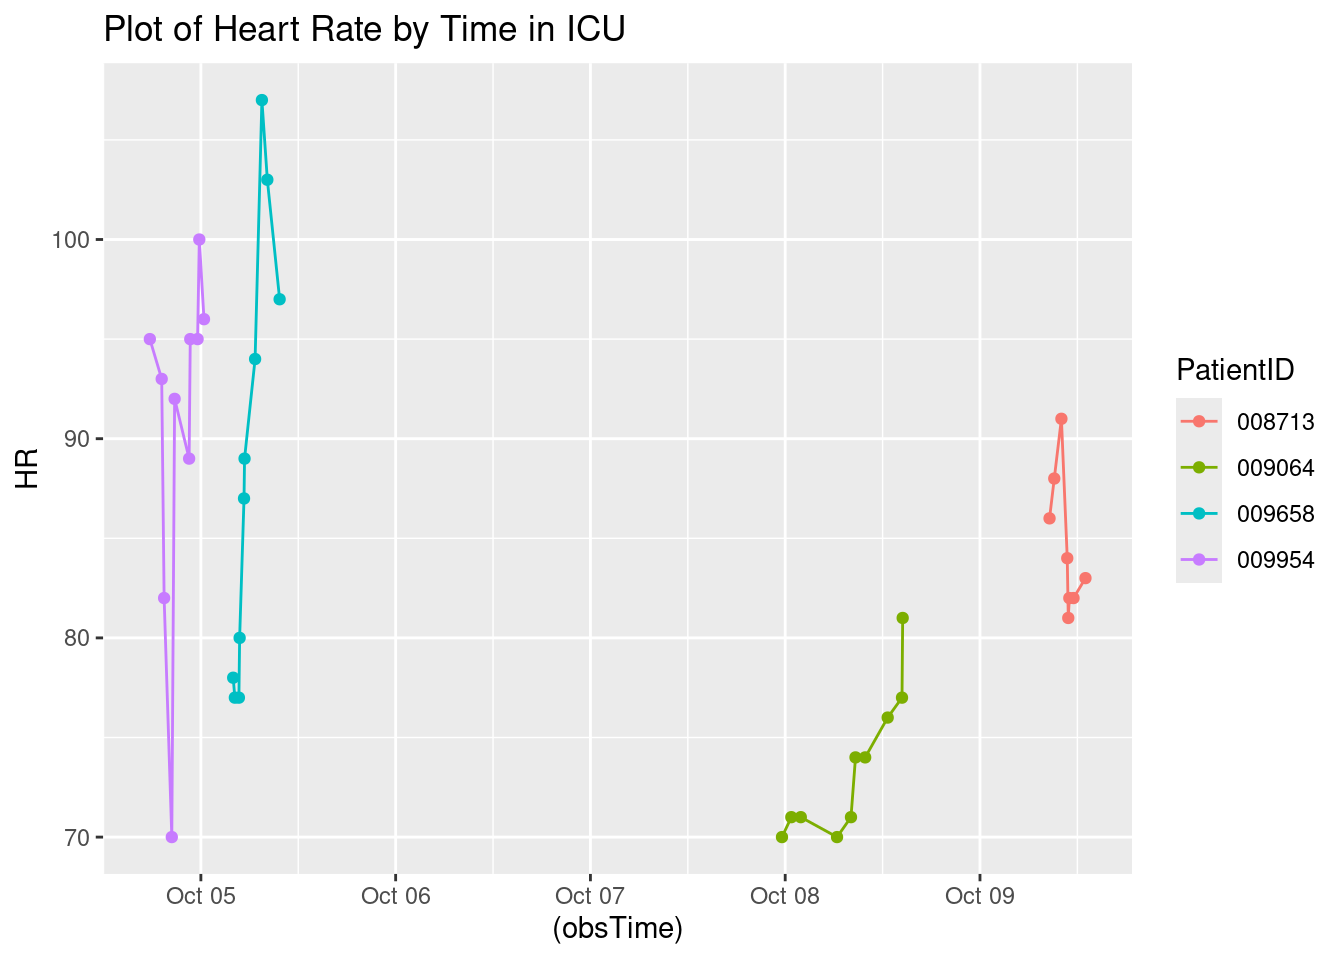 Plot of Heart Rate by Time in ICU
100
90
80
70
HR
Oct 05
Oct 06
Oct 07
Oct 08
Oct 09
(obsTime)
PatientID
008713
009064
009658
009954